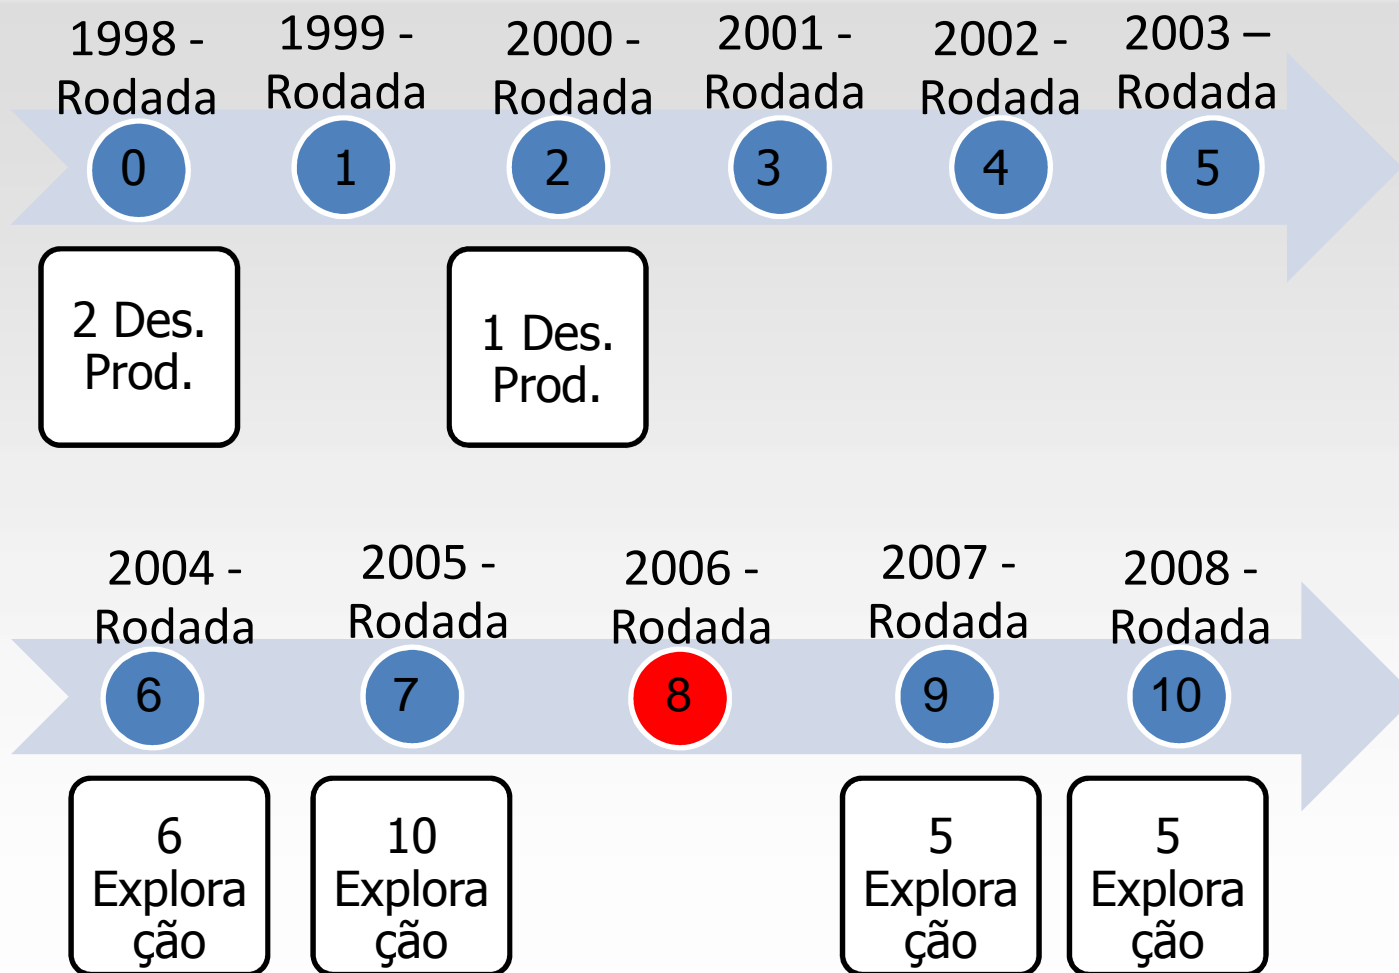 1998 -
Rodada
1999 -
Rodada
2000 -
Rodada
2001 -
Rodada
2002 -
Rodada
2003 –
Rodada
0
1
2
3
4
5
2 Des.
Prod.
1 Des.
Prod.
2004 -
Rodada
2005 -
Rodada
2006 -
Rodada
2007 -
Rodada
2008 -
Rodada
6
7
8
9
10
6
Explora
ção
10
Explora
ção
5
Explora
ção
5
Explora
ção